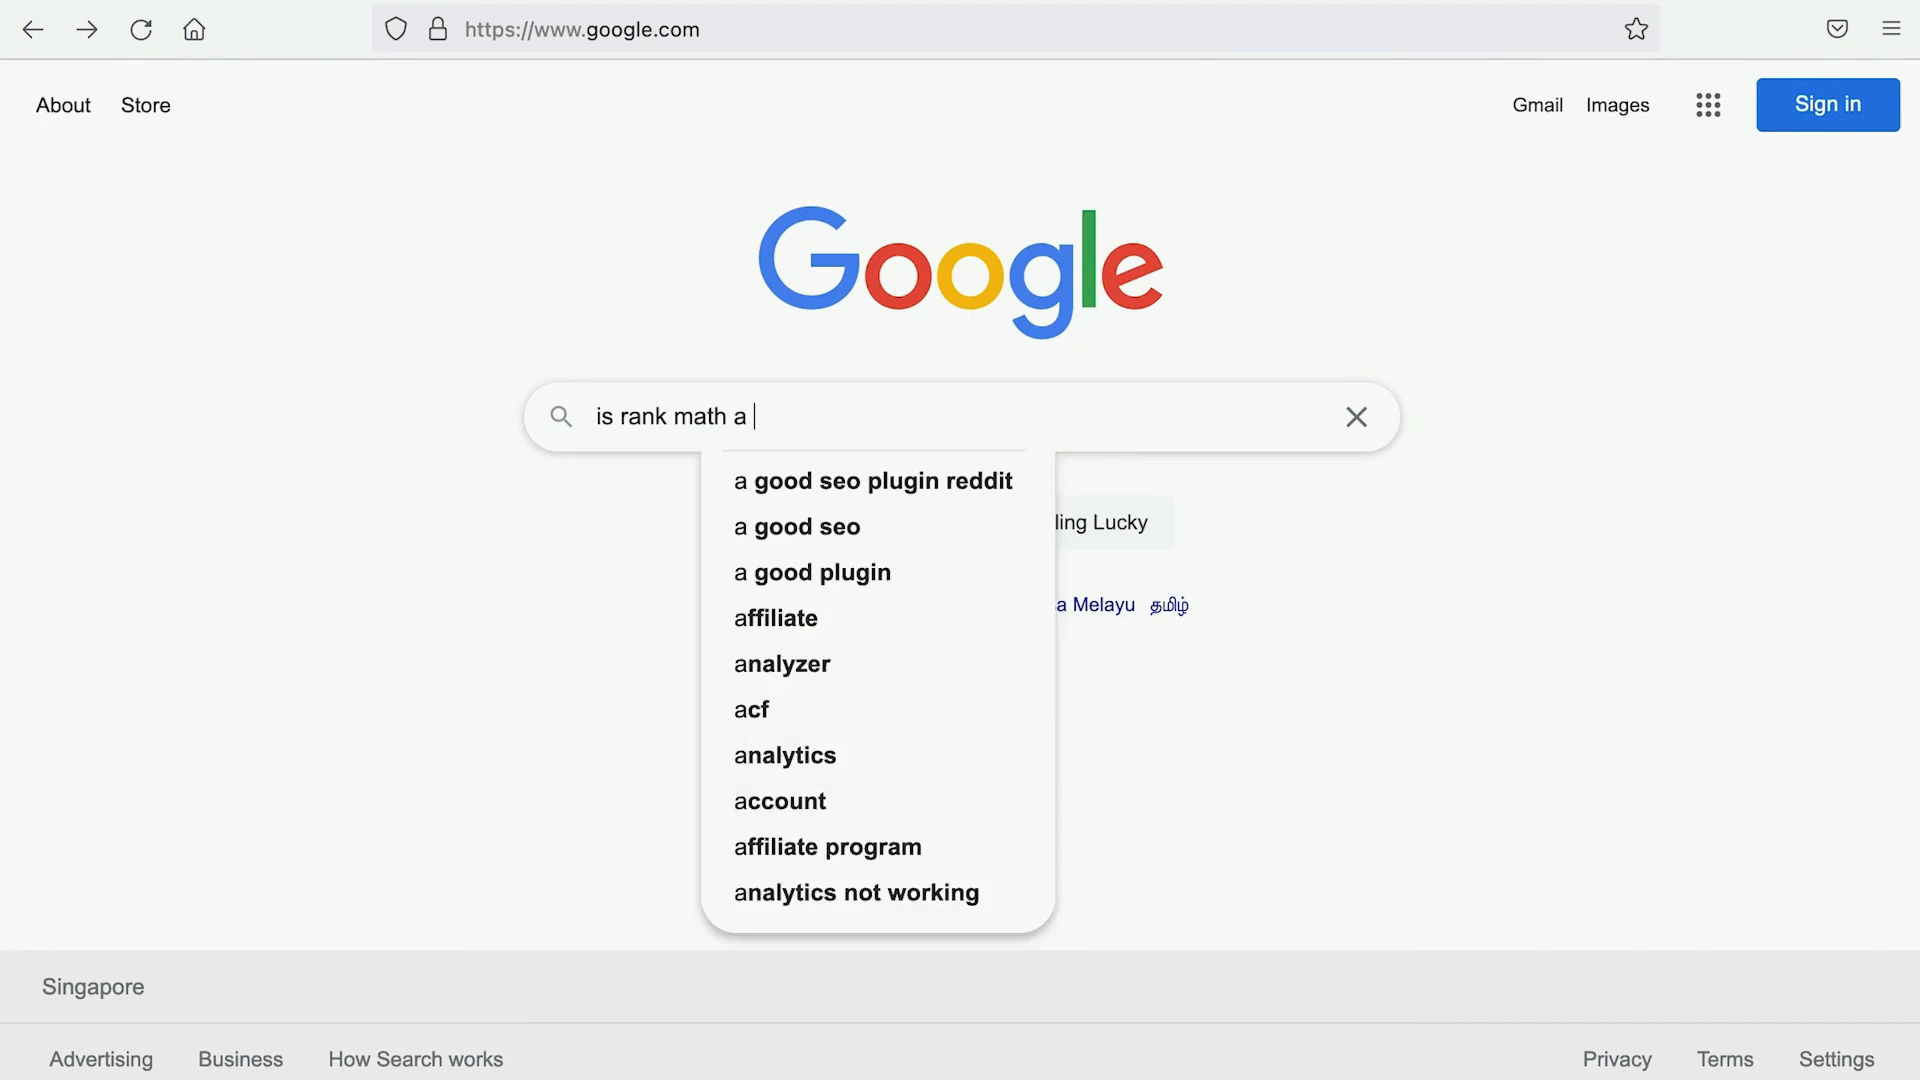 https://www.google.com
About Store
Gmail Images Sign in
Google
is rank math a
a good seo plugin reddit
a good seo
ling Lucky
a good plugin
a Melayu தமிழ்
affiliate
analyzer
acf
analytics
account
affiliate program
analytics not working
Singapore
Advertising Business How Search works
Privacy Terms Settings